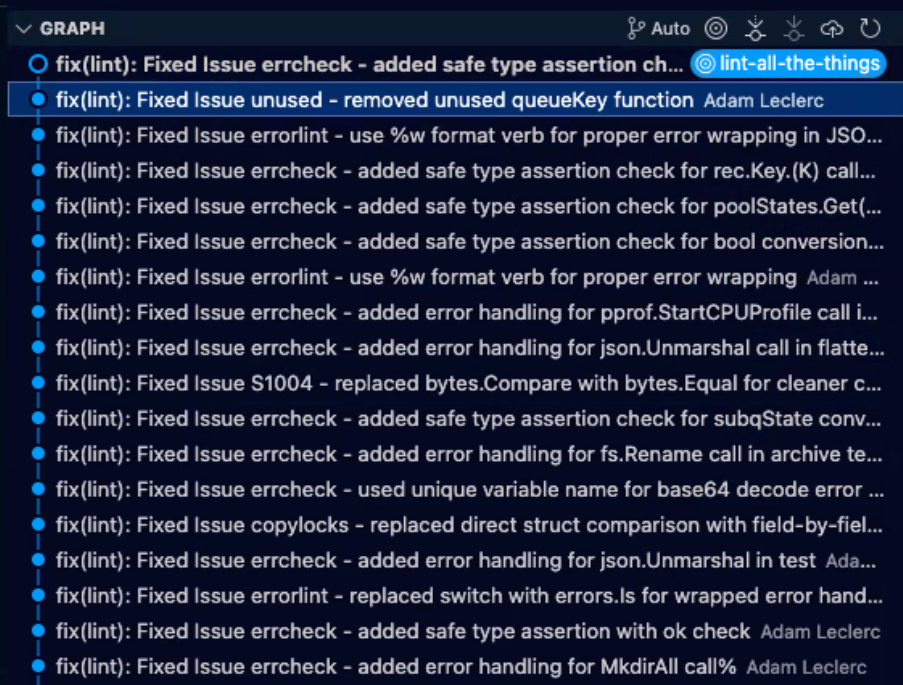 GRAPH Auto
fix(lint): Fixed Issue errcheck - added safe type assertion ch... lint-all-the-things
fix(lint): Fixed Issue unused - removed unused queueKey function Adam Leclerc
fix(lint): Fixed Issue errorlint - use %w format verb for proper error wrapping in JSO...
fix(lint): Fixed Issue errcheck - added safe type assertion check for rec.Key.(K) call...
fix(lint): Fixed Issue errcheck - added safe type assertion check for poolStates.Get(...
fix(lint): Fixed Issue errcheck - added safe type assertion check for bool conversion...
fix(lint): Fixed Issue errorlint - use %w format verb for proper error wrapping Adam ...
fix(lint): Fixed Issue errcheck - added error handling for pprof.StartCPUProfile call i...
fix(lint): Fixed Issue errcheck - added error handling for json.Unmarshal call in flatte...
fix(lint): Fixed Issue S1004 - replaced bytes.Compare with bytes.Equal for cleaner c...
fix(lint): Fixed Issue errcheck - added safe type assertion check for subqState conv...
fix(lint): Fixed Issue errcheck - added error handling for fs.Rename call in archive te...
fix(lint): Fixed Issue errcheck - used unique variable name for base64 decode error ...
fix(lint): Fixed Issue copylocks - replaced direct struct comparison with field-by-fiel...
fix(lint): Fixed Issue errcheck - added error handling for json.Unmarshal in test Ada...
fix(lint): Fixed Issue errorlint - replaced switch with errors.Is for wrapped error hand...
fix(lint): Fixed Issue errcheck - added safe type assertion with ok check Adam Leclerc
fix(lint): Fixed Issue errcheck - added error handling for MkdirAll call% Adam Leclerc